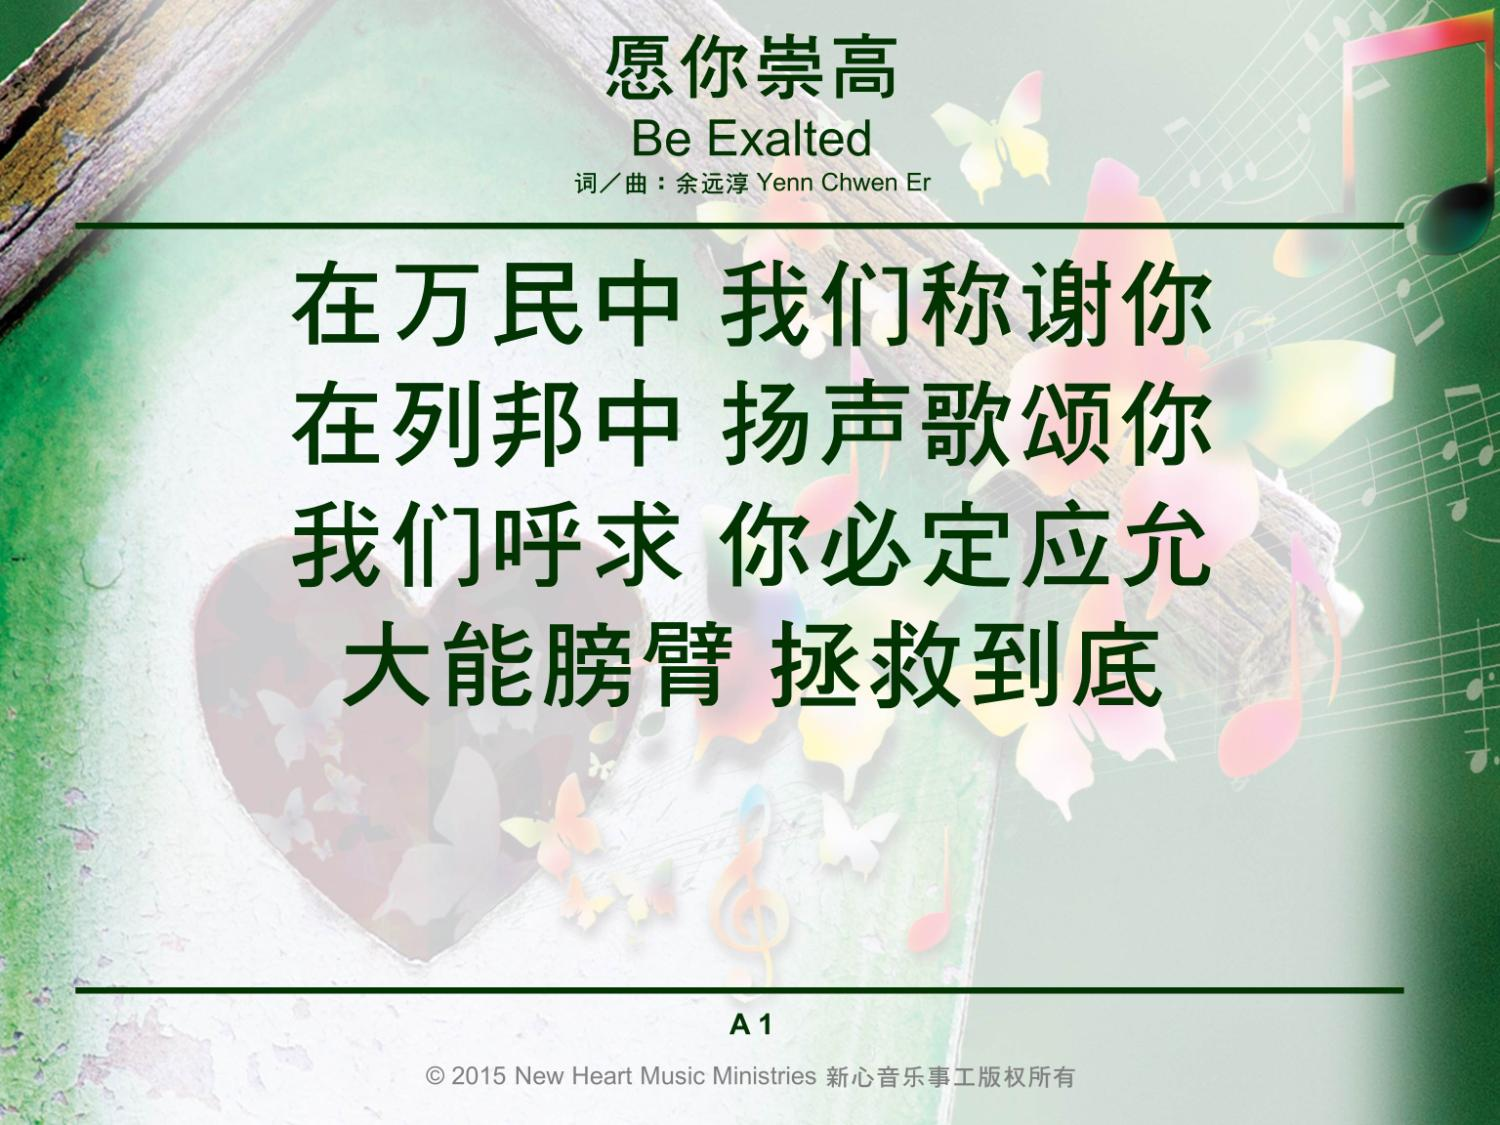 愿你崇高
Be Exalted
词／曲：余远淳 Yenn Chwen Er
在万民中 我们称谢你
在列邦中 扬声歌颂你
我们呼求 你必定应允
大能膀臂 拯救到底
A 1
© 2015 New Heart Music Ministries 新心音乐事工版权所有